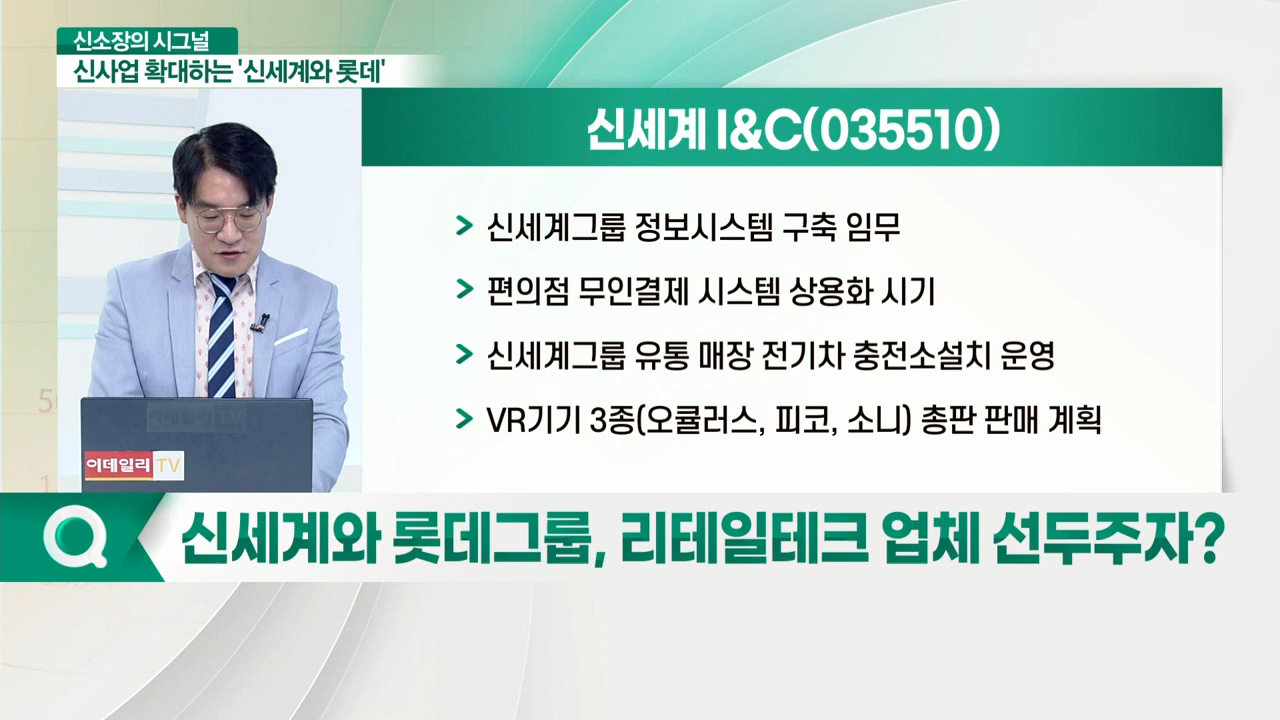 신소장의 시그널
신사업 확대하는 '신세계와 롯데'
신세계 I&C(035510)
> 신세계그룹 정보시스템 구축 임무
> 편의점 무인결제 시스템 상용화 시기
> 신세계그룹 유통 매장 전기차 충전소설치 운영
> VR기기 3종(오큘러스, 피코, 소니) 총판 판매 계획
이데일리 TV
이데일리TV
신세계와 롯데그룹, 리테일테크 업체 선두주자?